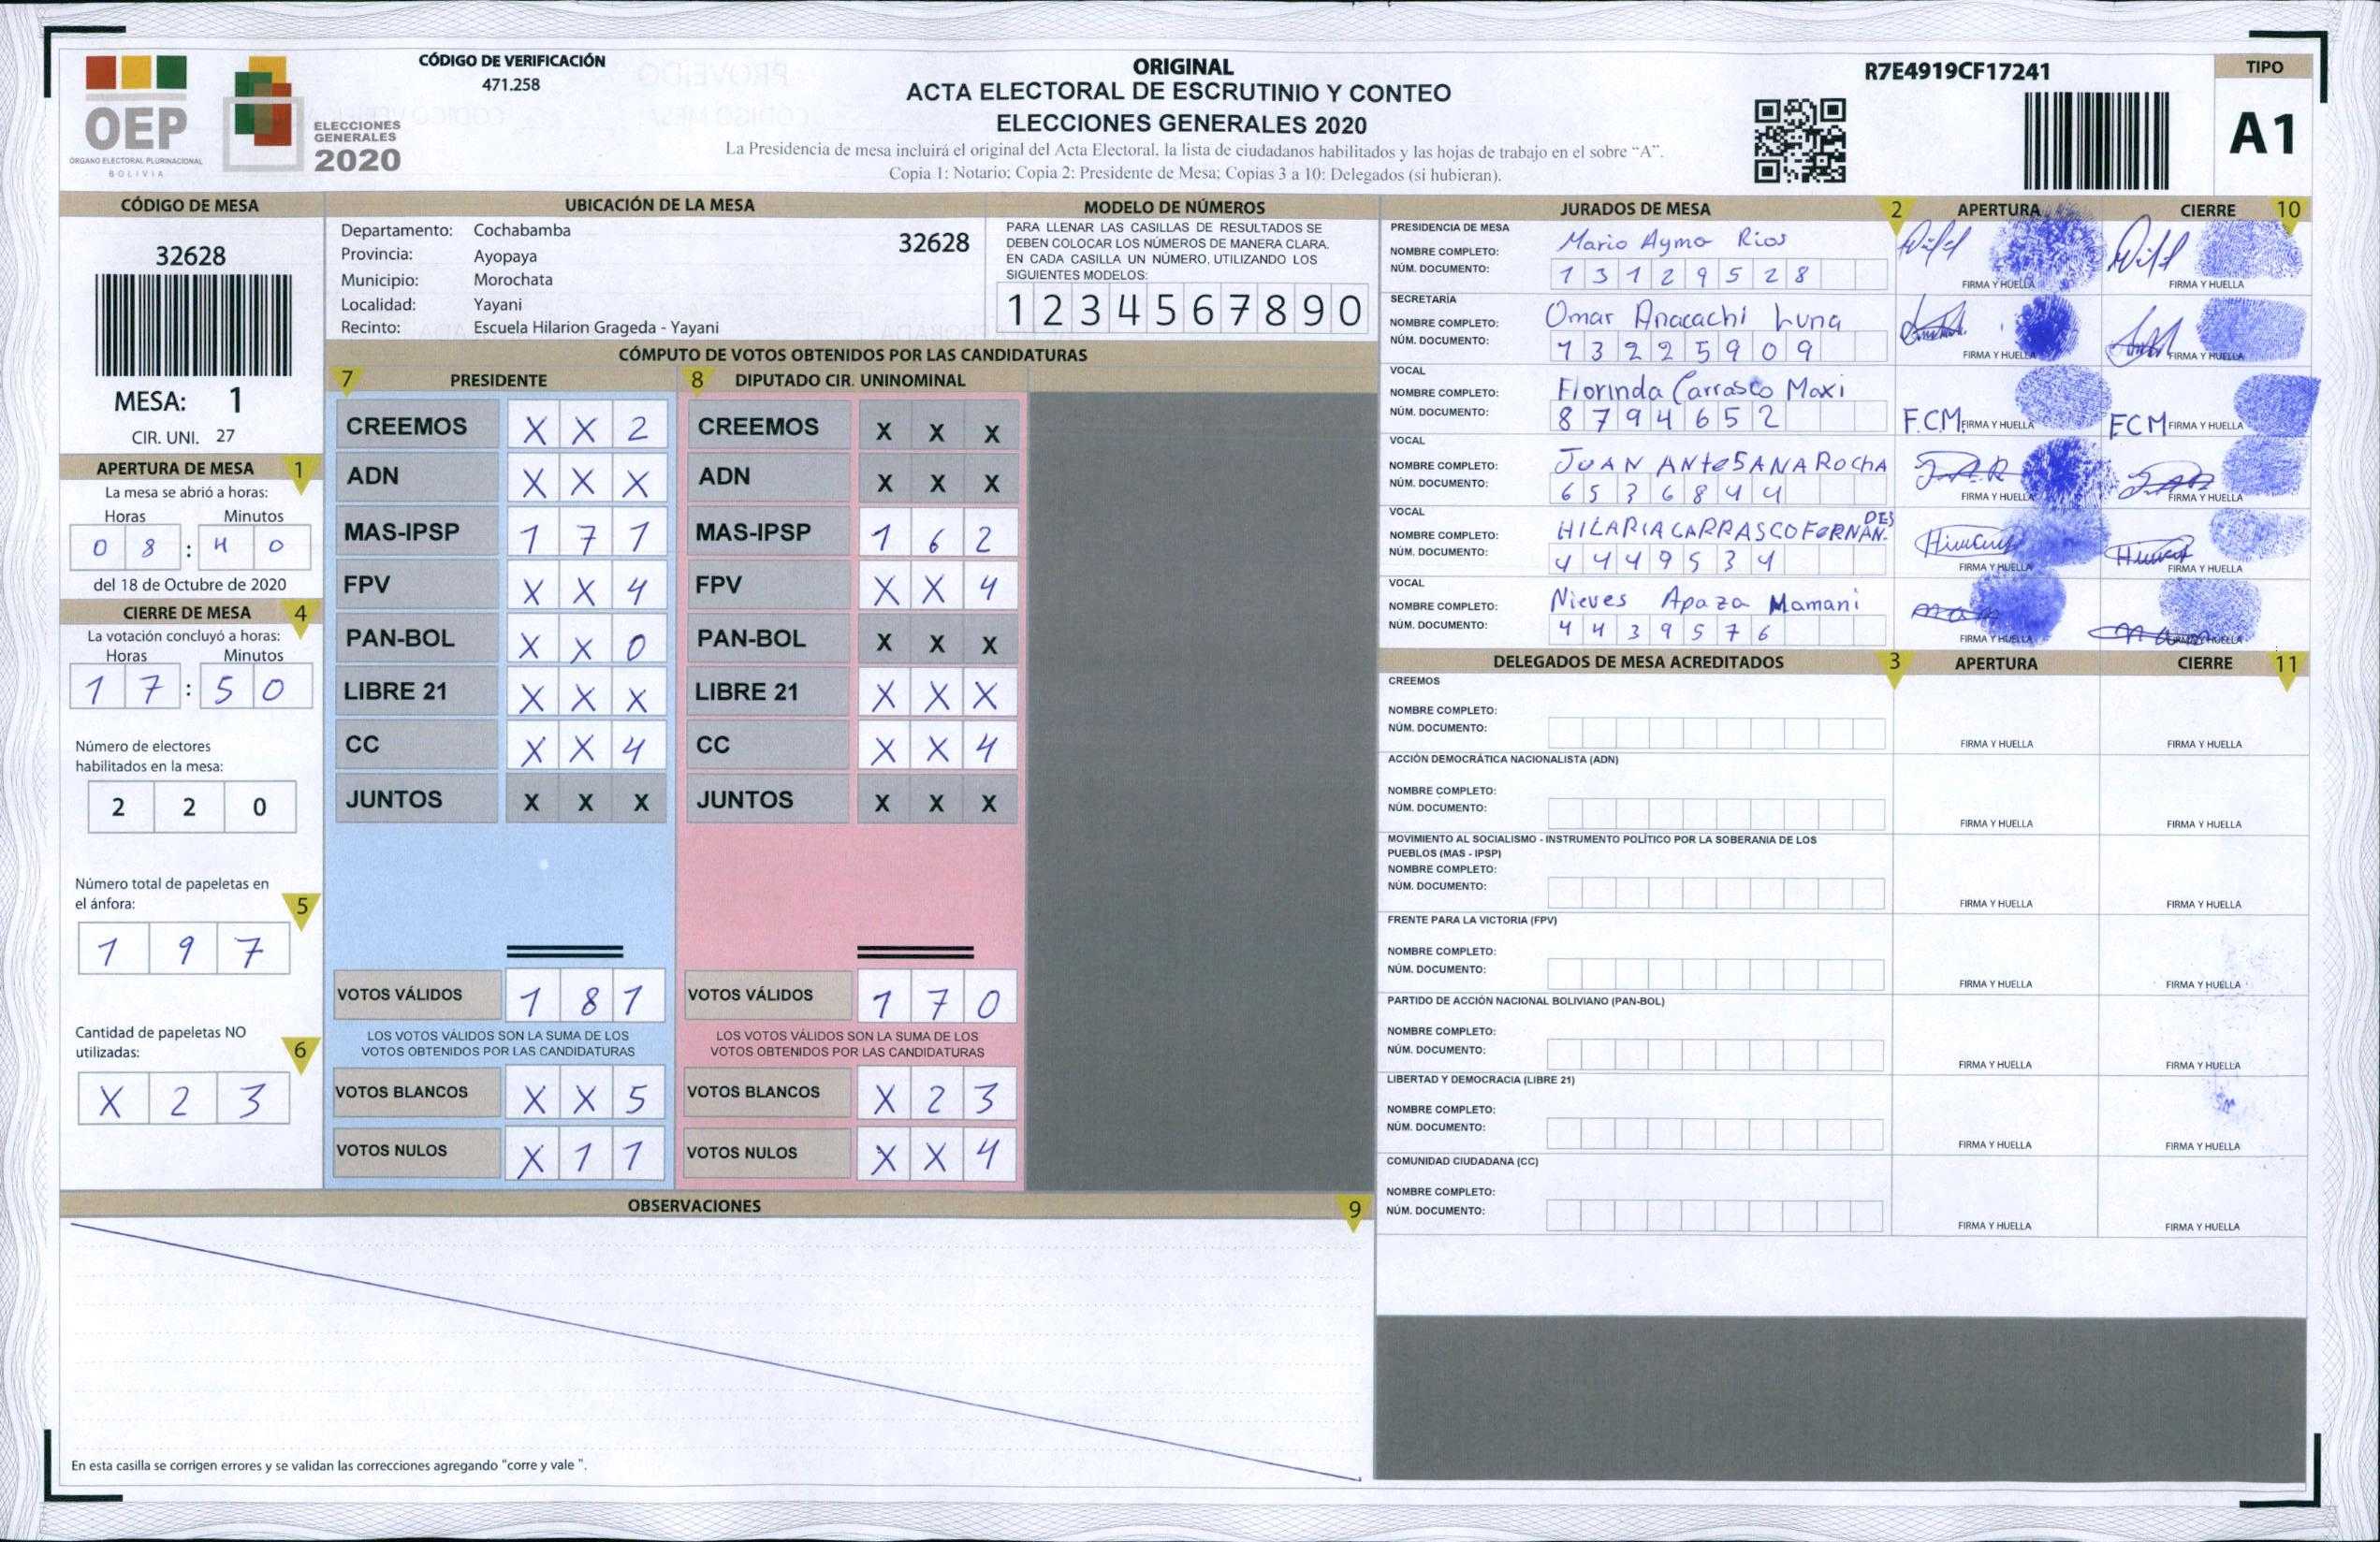 OEP
ÓRGANO ELECTORAL PLURINACIONAL
BOLIVIA
ELECCIONES
GENERALES
2020
CÓDIGO DE VERIFICACIÓN
471.258
ORIGINAL
ACTA ELECTORAL DE ESCRUTINIO Y CONTEO
ELECCIONES GENERALES 2020
La Presidencia de mesa incluirá el original del Acta Electoral, la lista de ciudadanos habilitados y las hojas de trabajo en el sobre “A”.
Copia 1: Notario; Copia 2: Presidente de Mesa; Copias 3 a 10: Delegados (si hubieran).
R7E4919CF17241
TIPO
A1
CÓDIGO DE MESA
32628
MESA: 1
CIR. UNI. 27
APERTURA DE MESA 1
La mesa se abrió a horas:
Horas Minutos
0 8 : 4 0
del 18 de Octubre de 2020
CIERRE DE MESA 4
La votación concluyó a horas:
Horas Minutos
1 7 : 5 0
Número de electores
habilitados en la mesa:
2 2 0
Número total de papeletas en
el ánfora:
5
1 9 7
Cantidad de papeletas NO
utilizadas:
6
X 2 3
UBICACIÓN DE LA MESA
Departamento: Cochabamba
32628
Provincia: Ayopaya
Municipio: Morochata
Localidad: Yayani
Recinto: Escuela Hilarion Grageda - Yayani
MODELO DE NÚMEROS
PARA LLENAR LAS CASILLAS DE RESULTADOS SE
DEBEN COLOCAR LOS NÚMEROS DE MANERA CLARA.
EN CADA CASILLA UN NÚMERO, UTILIZANDO LOS
SIGUIENTES MODELOS:
1 2 3 4 5 6 7 8 9 0
CÓMPUTO DE VOTOS OBTENIDOS POR LAS CANDIDATURAS
7 PRESIDENTE
CREEMOS X X 2
ADN X X X
MAS-IPSP 1 7 1
FPV X X 4
PAN-BOL X X 0
LIBRE 21 X X X
CC X X 4
JUNTOS X X X
VOTOS VÁLIDOS 1 8 1
LOS VOTOS VÁLIDOS SON LA SUMA DE LOS
VOTOS OBTENIDOS POR LAS CANDIDATURAS
VOTOS BLANCOS X X 5
VOTOS NULOS X 1 1
8 DIPUTADO CIR. UNINOMINAL
CREEMOS X X X
ADN X X X
MAS-IPSP 1 6 2
FPV X X 4
PAN-BOL X X X
LIBRE 21 X X X
CC X X 4
JUNTOS X X X
VOTOS VÁLIDOS 1 7 0
LOS VOTOS VÁLIDOS SON LA SUMA DE LOS
VOTOS OBTENIDOS POR LAS CANDIDATURAS
VOTOS BLANCOS X 2 3
VOTOS NULOS X X 4
OBSERVACIONES 9
En esta casilla se corrigen errores y se validan las correcciones agregando "corre y vale ".
JURADOS DE MESA 2 APERTURA CIERRE 10
PRESIDENCIA DE MESA
NOMBRE COMPLETO: Mario Ayma Rios
NÚM. DOCUMENTO: 1 3 1 2 9 5 2 8
FIRMA Y HUELLA FIRMA Y HUELLA
SECRETARÍA
NOMBRE COMPLETO: Omar Anacachi Luna
NÚM. DOCUMENTO: 1 3 2 2 5 9 0 9
FIRMA Y HUELLA FIRMA Y HUELLA
VOCAL
NOMBRE COMPLETO: Florinda Carrasco Maxi
NÚM. DOCUMENTO: 8 7 9 4 6 5 2
F.C.M. FIRMA Y HUELLA FCM FIRMA Y HUELLA
VOCAL
NOMBRE COMPLETO: JUAN ANTESANA ROCHA
NÚM. DOCUMENTO: 6 5 3 6 8 4 4
FIRMA Y HUELLA FIRMA Y HUELLA
VOCAL
NOMBRE COMPLETO: HILARIA CARRASCO FERNAN.DES
NÚM. DOCUMENTO: 4 4 4 9 5 3 4
FIRMA Y HUELLA FIRMA Y HUELLA
VOCAL
NOMBRE COMPLETO: Nieves Apaza Mamani
NÚM. DOCUMENTO: 4 4 3 9 5 7 6
FIRMA Y HUELLA FIRMA Y HUELLA
DELEGADOS DE MESA ACREDITADOS 3 APERTURA CIERRE 11
CREEMOS
NOMBRE COMPLETO:
NÚM. DOCUMENTO:
FIRMA Y HUELLA FIRMA Y HUELLA
ACCIÓN DEMOCRÁTICA NACIONALISTA (ADN)
NOMBRE COMPLETO:
NÚM. DOCUMENTO:
FIRMA Y HUELLA FIRMA Y HUELLA
MOVIMIENTO AL SOCIALISMO - INSTRUMENTO POLÍTICO POR LA SOBERANIA DE LOS
PUEBLOS (MAS - IPSP)
NOMBRE COMPLETO:
NÚM. DOCUMENTO:
FIRMA Y HUELLA FIRMA Y HUELLA
FRENTE PARA LA VICTORIA (FPV)
NOMBRE COMPLETO:
NÚM. DOCUMENTO:
FIRMA Y HUELLA FIRMA Y HUELLA
PARTIDO DE ACCIÓN NACIONAL BOLIVIANO (PAN-BOL)
NOMBRE COMPLETO:
NÚM. DOCUMENTO:
FIRMA Y HUELLA FIRMA Y HUELLA
LIBERTAD Y DEMOCRACIA (LIBRE 21)
NOMBRE COMPLETO:
NÚM. DOCUMENTO:
FIRMA Y HUELLA FIRMA Y HUELLA
COMUNIDAD CIUDADANA (CC)
NOMBRE COMPLETO:
NÚM. DOCUMENTO:
FIRMA Y HUELLA FIRMA Y HUELLA